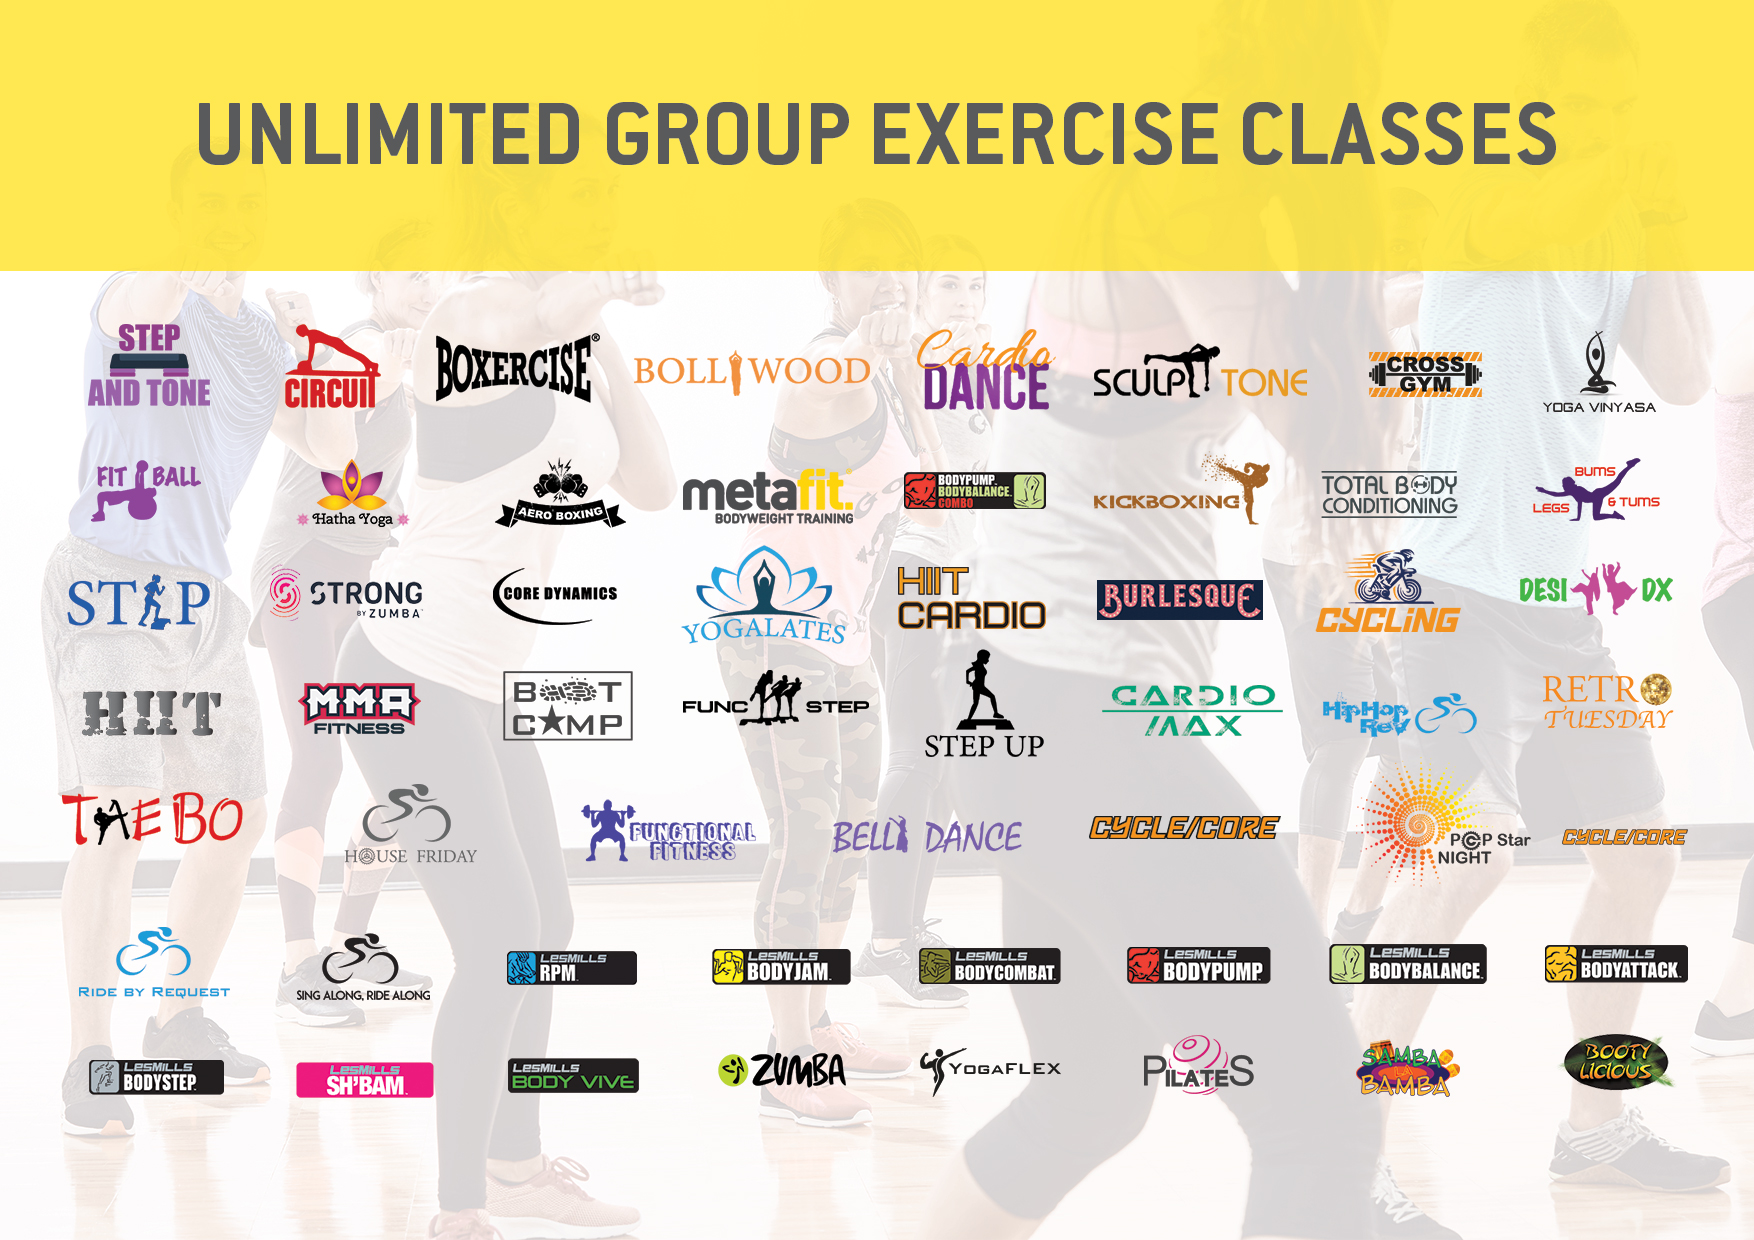 UNLIMITED GROUP EXERCISE CLASSES
STEP
AND TONE
CIRCUIT
BOXERCISE®
BOLLYWOOD
Cardio
DANCE
SCULPT TONE
CROSS
GYM
YOGA VINYASA
FIT BALL
Hatha Yoga
AERO BOXING
metafit.
BODYWEIGHT TRAINING
BODYPUMP.
BODYBALANCE.
COMBO
KICKBOXING
TOTAL BODY
CONDITIONING
BUMS
LEGS & TUMS
STEP
STRONG
BY ZUMBA™
CORE DYNAMICS
YOGALATES
HIIT
CARDIO
BURLESQUE
CYCLING
DESI DX
HIIT
MMA
FITNESS
BOOT
CAMP
FUNC STEP
STEP UP
CARDIO
MAX
HipHop
Rev
RETRO
TUESDAY
TAEBO
HOUSE FRIDAY
FUNCTIONAL
FITNESS
BELLY DANCE
CYCLE/CORE
POP Star
NIGHT
CYCLE/CORE
RIDE BY REQUEST
SING ALONG, RIDE ALONG
LESMILLS
RPM
LESMILLS
BODYJAM
LESMILLS
BODYCOMBAT
LESMILLS
BODYPUMP
LESMILLS
BODYBALANCE
LESMILLS
BODYATTACK
LESMILLS
BODYSTEP
LESMILLS
SH'BAM
LESMILLS
BODY VIVE
ZUMBA
YOGAFLEX
PILATES
SAMBA
LA
BAMBA
BOOTY
LICIOUS